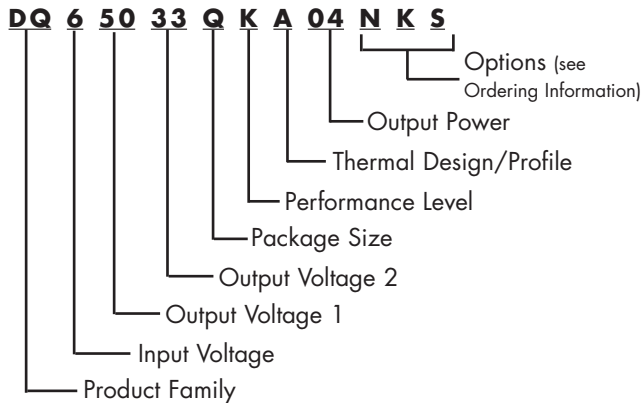 DQ 6 50 33 Q K A 04 N K S
Options (see
Ordering Information)
Output Power
Thermal Design/Profile
Performance Level
Package Size
Output Voltage 2
Output Voltage 1
Input Voltage
Product Family